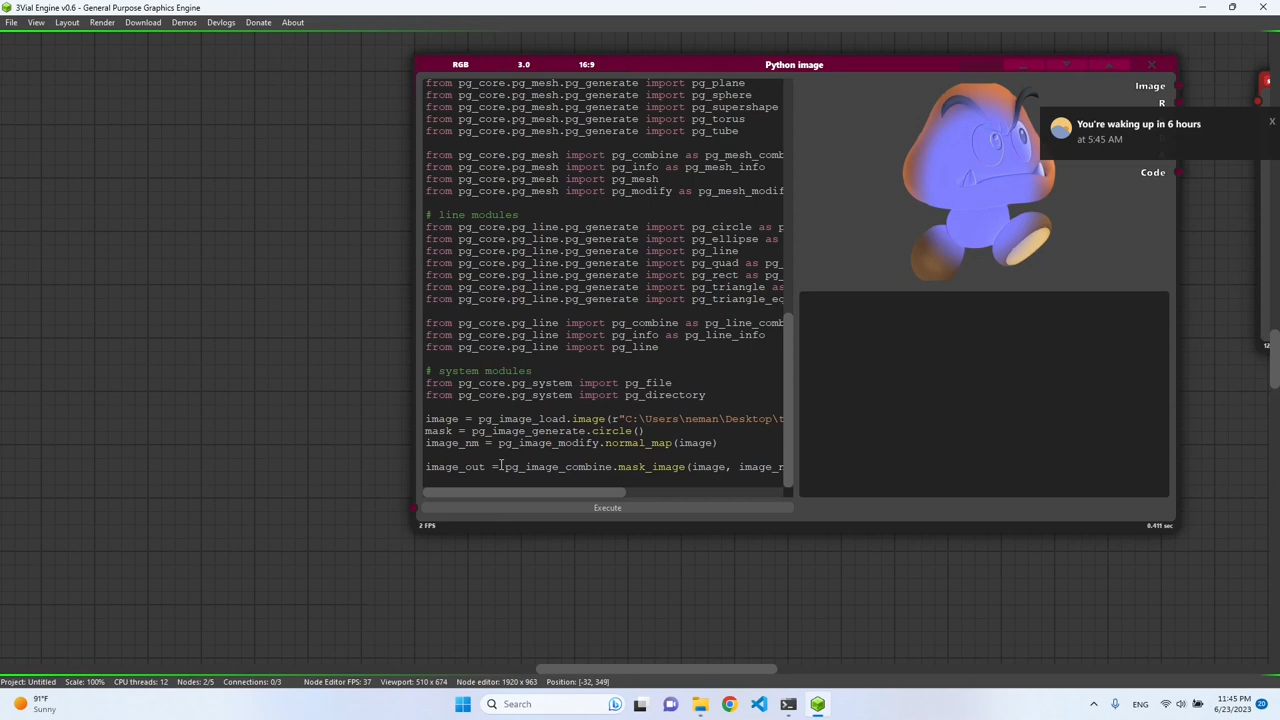 3Vial Engine v0.6 - General Purpose Graphics Engine
File View Layout Render Download Demos Devlogs Donate About
RGB 3.0 16:9 Python image
from pg_core.pg_mesh.pg_generate import pg_plane
from pg_core.pg_mesh.pg_generate import pg_sphere
from pg_core.pg_mesh.pg_generate import pg_supershape
from pg_core.pg_mesh.pg_generate import pg_torus
from pg_core.pg_mesh.pg_generate import pg_tube
from pg_core.pg_mesh import pg_combine as pg_mesh_comb
from pg_core.pg_mesh import pg_info as pg_mesh_info
from pg_core.pg_mesh import pg_mesh
from pg_core.pg_mesh import pg_modify as pg_mesh_modif
# line modules
from pg_core.pg_line.pg_generate import pg_circle as p
from pg_core.pg_line.pg_generate import pg_ellipse as
from pg_core.pg_line.pg_generate import pg_line
from pg_core.pg_line.pg_generate import pg_quad as pg_
from pg_core.pg_line.pg_generate import pg_rect as pg_
from pg_core.pg_line.pg_generate import pg_triangle as
from pg_core.pg_line.pg_generate import pg_triangle_eq
from pg_core.pg_line import pg_combine as pg_line_comb
from pg_core.pg_line import pg_info as pg_line_info
from pg_core.pg_line import pg_line
# system modules
from pg_core.pg_system import pg_file
from pg_core.pg_system import pg_directory
image = pg_image_load.image(r"C:\Users\neman\Desktop\t
mask = pg_image_generate.circle()
image_nm = pg_image_modify.normal_map(image)
image_out = pg_image_combine.mask_image(image, image_n
Execute
2 FPS
0.411 sec
Image
R
Code
You're waking up in 6 hours
at 5:45 AM
X
12
Project: Untitled Scale: 100% CPU threads: 12 Nodes: 2/5 Connections: 0/3 Node Editor FPS: 37 Viewport: 510 x 674 Node editor: 1920 x 963 Position: [-32, 349]
91°F
Sunny
Search
ENG
11:45 PM
6/23/2023
20